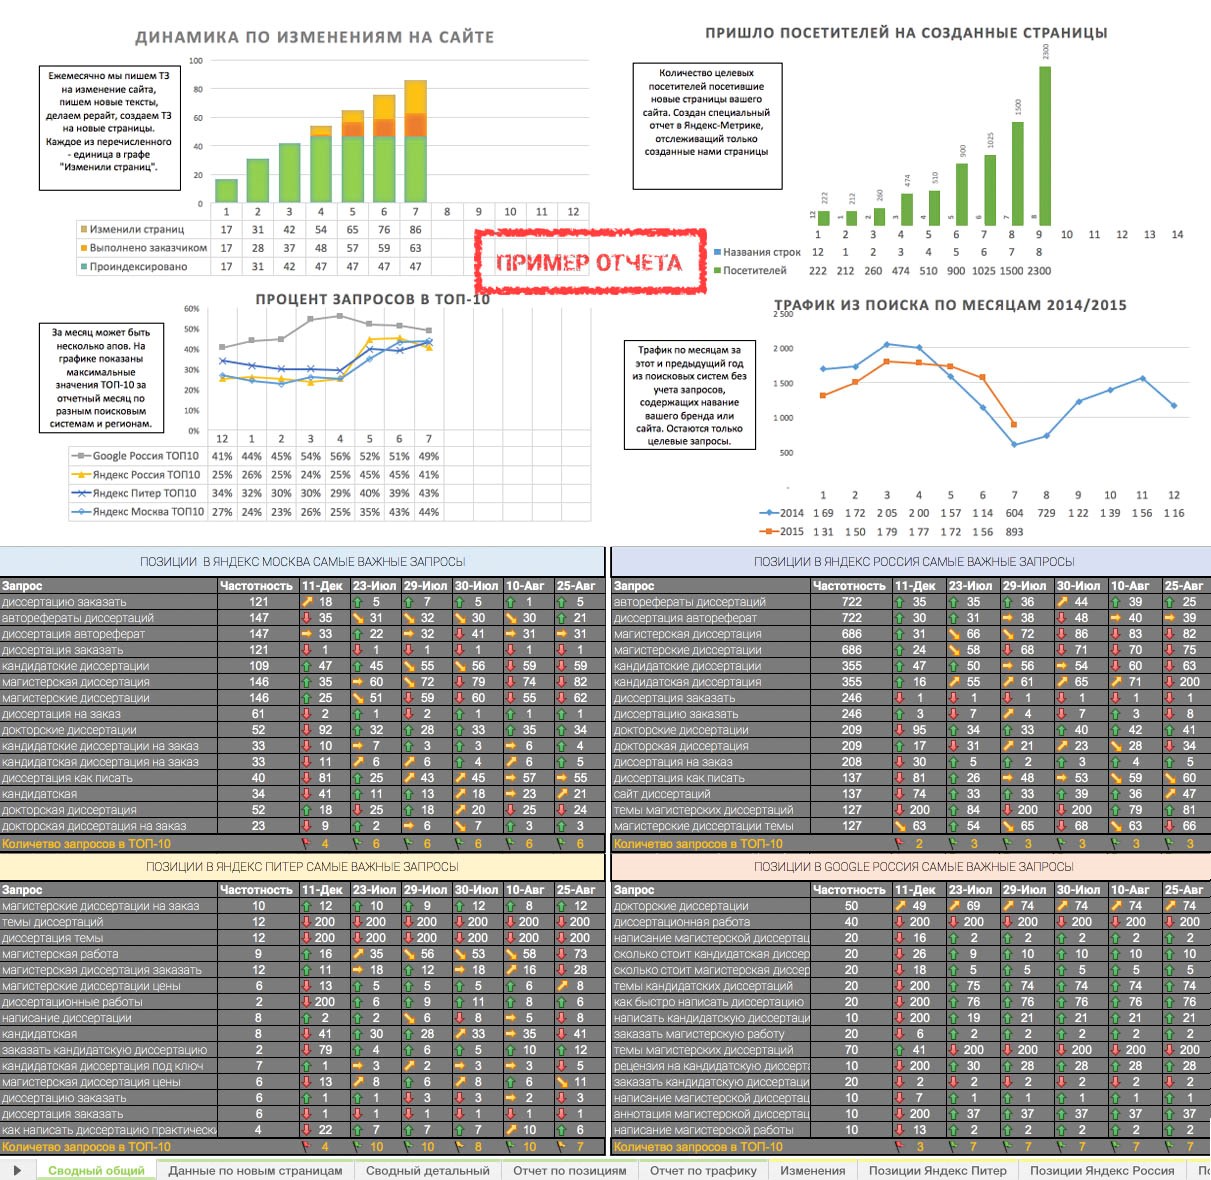 ДИНАМИКА ПО ИЗМЕНЕНИЯМ НА САЙТЕ
Ежемесячно мы пишем ТЗ
на изменение сайта,
пишем новые тексты,
делаем рерайт, создаем ТЗ
на новые страницы.
Каждое из перечисленного
- единица в графе
"Изменили страниц".
100
80
60
40
20
0
1 2 3 4 5 6 7 8 9 10 11 12
Изменили страниц 17 31 42 54 65 76 86
Выполнено заказчиком 17 28 37 48 57 59 63
Проиндексировано 17 31 42 47 47 47 47
ПРИШЛО ПОСЕТИТЕЛЕЙ НА СОЗДАННЫЕ СТРАНИЦЫ
Количество целевых
посетителей посетившие
новые страницы вашего
сайта. Создан специальный
отчет в Яндекс-Метрике,
отслеживащий только
созданные нами страницы
12 1 2 3 4 5 6 7 8
222 212 260 474 510 900 1025 1500 2300
1 2 3 4 5 6 7 8 9 10 11 12 13 14
Названия строк 12 1 2 3 4 5 6 7 8
Посетителей 222 212 260 474 510 900 1025 1500 2300
ПРИМЕР ОТЧЕТА
ПРОЦЕНТ ЗАПРОСОВ В ТОП-10
За месяц может быть
несколько апов. На
графике показаны
максимальные
значения ТОП-10 за
отчетный месяц по
разным поисковым
системам и регионам.
60%
50%
40%
30%
20%
10%
0%
12 1 2 3 4 5 6 7
Google Россия ТОП10 41% 44% 45% 54% 56% 52% 51% 49%
Яндекс Россия ТОП10 25% 26% 25% 24% 25% 45% 45% 41%
Яндекс Питер ТОП10 34% 32% 30% 30% 29% 40% 39% 43%
Яндекс Москва ТОП10 27% 24% 23% 26% 25% 35% 43% 44%
ТРАФИК ИЗ ПОИСКА ПО МЕСЯЦАМ 2014/2015
Трафик по месяцам за
этот и предыдущий год
из поисковых систем без
учета запросов,
содержащих навание
вашего бренда или
сайта. Остаются только
целевые запросы.
2 500
2 000
1 500
1 000
500
-
1 2 3 4 5 6 7 8 9 10 11 12
2014 1 69 1 72 2 05 2 00 1 57 1 14 604 729 1 22 1 39 1 56 1 16
2015 1 31 1 50 1 79 1 77 1 72 1 56 893
ПОЗИЦИИ В ЯНДЕКС МОСКВА САМЫЕ ВАЖНЫЕ ЗАПРОСЫ
Запрос Частотность 11-Дек 23-Июл 29-Июл 30-Июл 10-Авг 25-Авг
диссертацию заказать 121 18 5 7 5 1 5
авторефераты диссертаций 147 35 31 32 30 30 21
диссертация автореферат 147 33 22 32 41 31 31
диссертация заказать 121 1 1 1 1 1 1
кандидатские диссертации 109 47 45 55 56 59 59
магистерская диссертация 146 35 60 72 79 74 82
магистерские диссертации 146 25 51 59 60 55 62
диссертация на заказ 61 2 1 2 1 1 1
докторские диссертации 52 92 32 28 33 35 34
кандидатские диссертации на заказ 33 10 7 3 3 6 4
кандидатская диссертация на заказ 33 11 6 6 4 6 5
диссертация как писать 40 81 25 43 45 57 55
кандидатская 34 41 11 13 18 23 21
докторская диссертация 52 18 25 18 20 25 24
докторская диссертация на заказ 23 9 2 6 7 3 3
Количетво запросов в ТОП-10 4 6 6 6 6 6
ПОЗИЦИИ В ЯНДЕКС РОССИЯ САМЫЕ ВАЖНЫЕ ЗАПРОСЫ
Запрос Частотность 11-Дек 23-Июл 29-Июл 30-Июл 10-Авг 25-Авг
авторефераты диссертаций 722 35 35 36 44 39 25
диссертация автореферат 722 30 31 38 48 40 39
магистерская диссертация 686 31 66 72 86 83 82
магистерские диссертации 686 24 58 68 71 70 75
кандидатские диссертации 355 47 50 56 54 60 63
кандидатская диссертация 355 16 55 61 65 71 200
диссертация заказать 246 1 1 1 1 1 1
диссертацию заказать 246 3 7 4 7 3 8
докторские диссертации 209 95 34 33 40 42 41
докторская диссертация 209 17 31 21 23 28 34
диссертация на заказ 208 30 5 2 3 4 5
диссертация как писать 137 81 26 48 53 59 60
сайт диссертаций 137 74 33 33 39 36 47
темы магистерских диссертаций 127 200 84 200 200 79 81
магистерские диссертации темы 127 63 54 65 68 63 66
Количетво запросов в ТОП-10 2 3 3 3 3 3
ПОЗИЦИИ В ЯНДЕКС ПИТЕР САМЫЕ ВАЖНЫЕ ЗАПРОСЫ
Запрос Частотность 11-Дек 23-Июл 29-Июл 30-Июл 10-Авг 25-Авг
магистерские диссертации на заказ 10 12 10 9 12 8 12
темы диссертаций 12 200 200 200 200 200 200
диссертация темы 12 200 200 200 200 200 200
магистерская работа 9 16 35 56 53 58 73
магистерская диссертация заказать 12 11 18 12 18 16 28
магистерские диссертации цены 6 13 5 5 5 6 8
диссертационные работы 2 200 6 9 11 8 6
написание диссертации 8 2 2 6 8 5 8
кандидатская 8 41 30 28 33 35 41
заказать кандидатскую диссертацию 2 79 4 6 5 10 12
кандидатская диссертация под ключ 7 1 3 2 3 3 5
магистерская диссертация цены 6 13 8 6 8 6 11
диссертацию заказать 6 1 1 3 3 2 3
диссертация заказать 6 1 1 1 1 1 1
как написать диссертацию практически 4 22 7 7 7 10 6
Количетво запросов в ТОП-10 4 10 10 8 10 7
ПОЗИЦИИ В GOOGLE РОССИЯ САМЫЕ ВАЖНЫЕ ЗАПРОСЫ
Запрос Частотность 11-Дек 23-Июл 29-Июл 30-Июл 10-Авг 25-Авг
докторские диссертации 50 49 69 74 74 74 74
диссертационная работа 40 200 200 200 200 200 200
написание магистерской диссертац 20 16 2 2 2 2 2
сколько стоит кандидатская диссер 20 26 9 10 10 10 10
сколько стоит магистерская диссер 20 18 5 5 5 5 5
темы кандидатских диссертаций 20 200 75 74 74 74 74
как быстро написать диссертацию 20 200 76 76 76 76 76
написать кандидатскую диссертаци 20 200 19 21 21 21 21
заказать магистерскую работу 20 6 2 2 2 2 2
темы магистерских диссертаций 70 41 200 200 200 200 200
рецензия на кандидатскую диссерта 10 200 30 28 28 28 28
заказать кандидатскую диссертаци 20 2 2 2 2 2 2
написание магистерской диссертац 10 7 1 1 1 1 1
аннотация магистерской диссертац 10 200 37 37 37 37 37
написание магистерской работы 10 13 2 2 2 2 2
Количетво запросов в ТОП-10 3 7 7 7 7 7
Сводный общий Данные по новым страницам Сводный детальный Отчет по позициям Отчет по трафику Изменения Позиции Яндекс Питер Позиции Яндекс Россия По